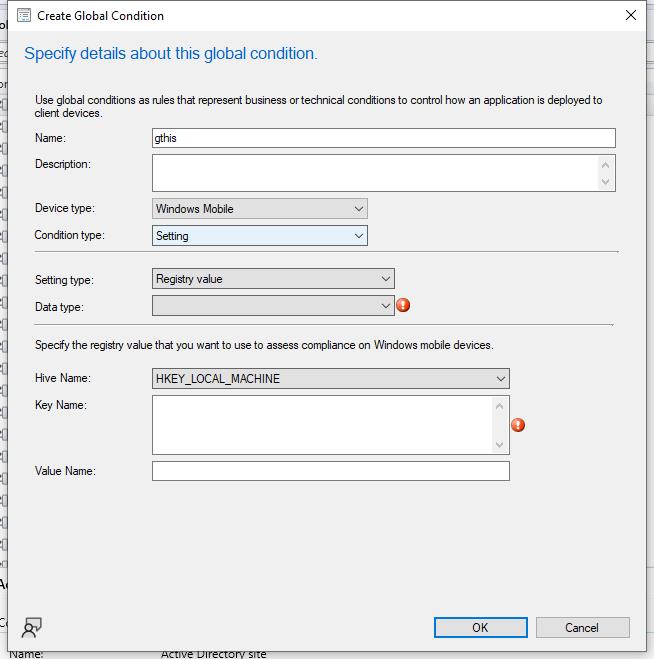 Create Global Condition
Specify details about this global condition.
Use global conditions as rules that represent business or technical conditions to control how an application is deployed to
client devices.
Name: gthis
Description:
Device type: Windows Mobile
Condition type: Setting
Setting type: Registry value
Data type:
Specify the registry value that you want to use to assess compliance on Windows mobile devices.
Hive Name: HKEY_LOCAL_MACHINE
Key Name:
Value Name:
OK Cancel
Name: Active Directory site